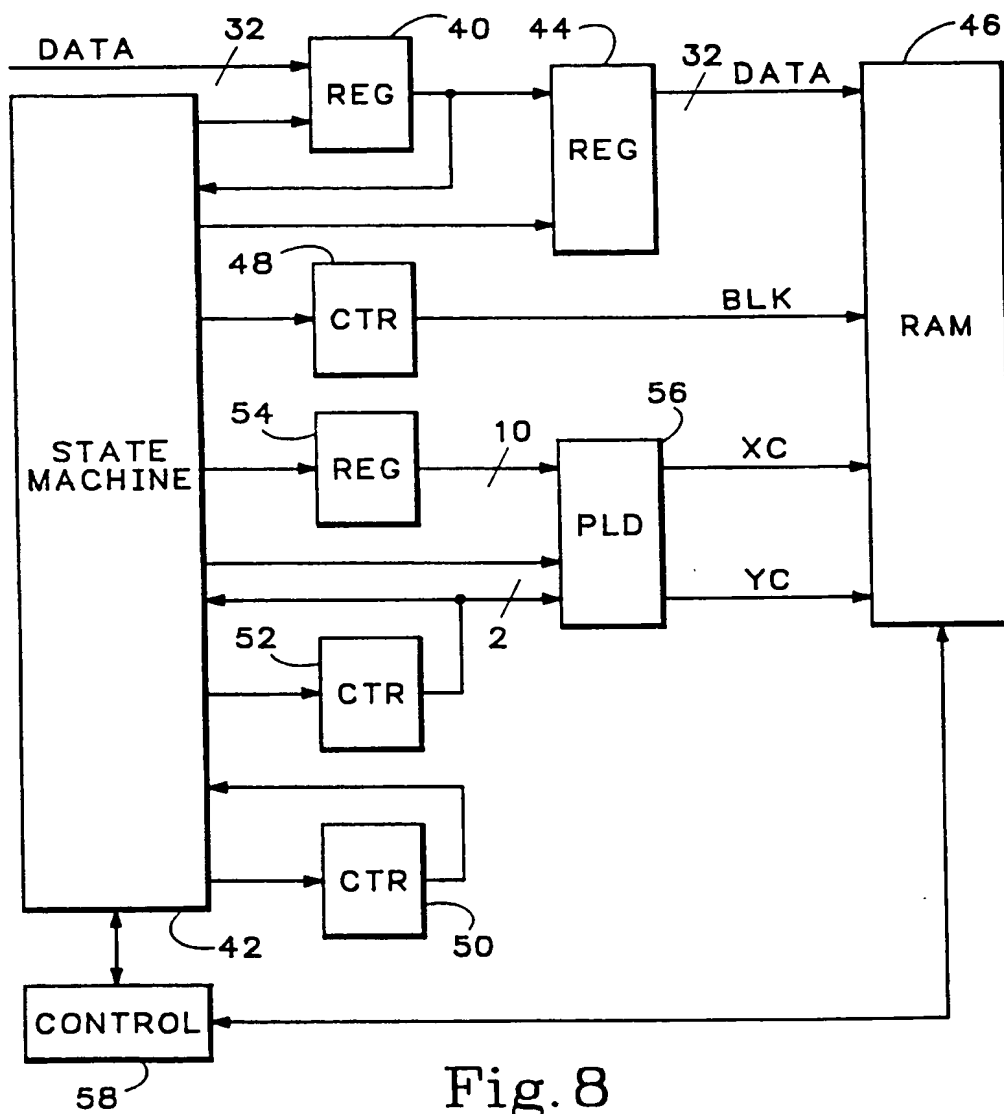 40
44
46
DATA
32
32
DATA
REG
REG
48
CTR
BLK
RAM
54
56
10
XC
STATE
MACHINE
REG
PLD
YC
2
52
CTR
CTR
42
50
CONTROL
58
Fig. 8